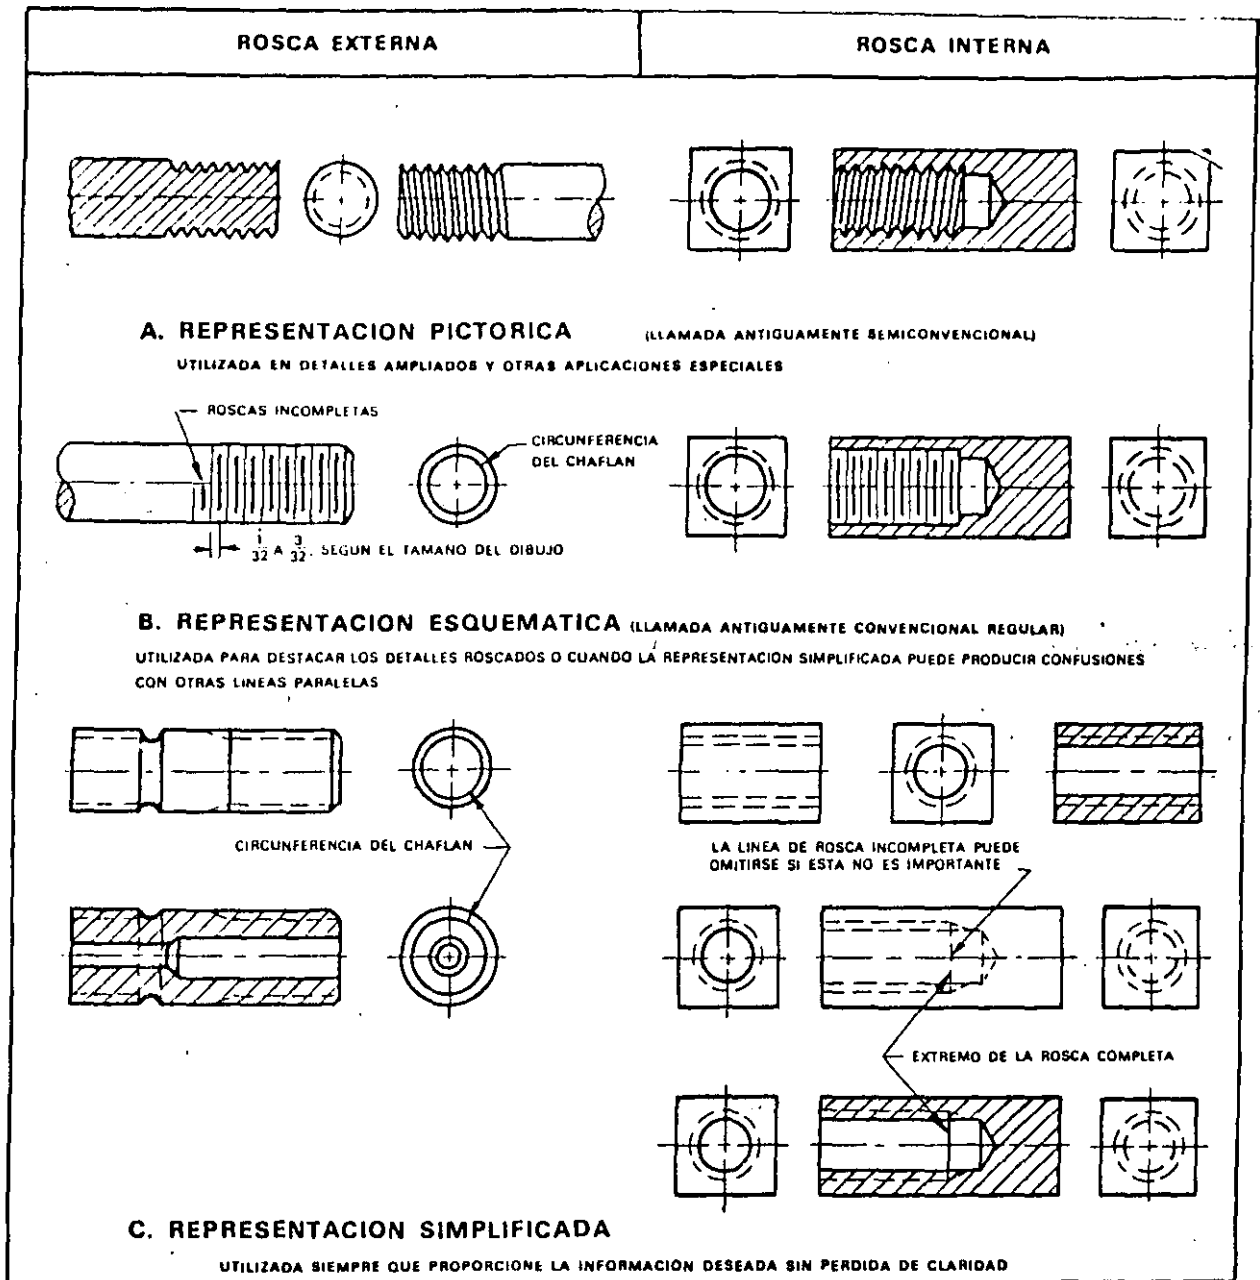 ROSCA EXTERNA
ROSCA INTERNA
A. REPRESENTACION PICTORICA (LLAMADA ANTIGUAMENTE SEMICONVENCIONAL)
UTILIZADA EN DETALLES AMPLIADOS Y OTRAS APLICACIONES ESPECIALES
ROSCAS INCOMPLETAS
CIRCUNFERENCIA
DEL CHAFLAN
1/32 A 3/32. SEGUN EL TAMANO DEL DIBUJO
B. REPRESENTACION ESQUEMATICA (LLAMADA ANTIGUAMENTE CONVENCIONAL REGULAR)
UTILIZADA PARA DESTACAR LOS DETALLES ROSCADOS O CUANDO LA REPRESENTACION SIMPLIFICADA PUEDE PRODUCIR CONFUSIONES
CON OTRAS LINEAS PARALELAS
CIRCUNFERENCIA DEL CHAFLAN
LA LINEA DE ROSCA INCOMPLETA PUEDE
OMITIRSE SI ESTA NO ES IMPORTANTE
EXTREMO DE LA ROSCA COMPLETA
C. REPRESENTACION SIMPLIFICADA
UTILIZADA SIEMPRE QUE PROPORCIONE LA INFORMACION DESEADA SIN PERDIDA DE CLARIDAD